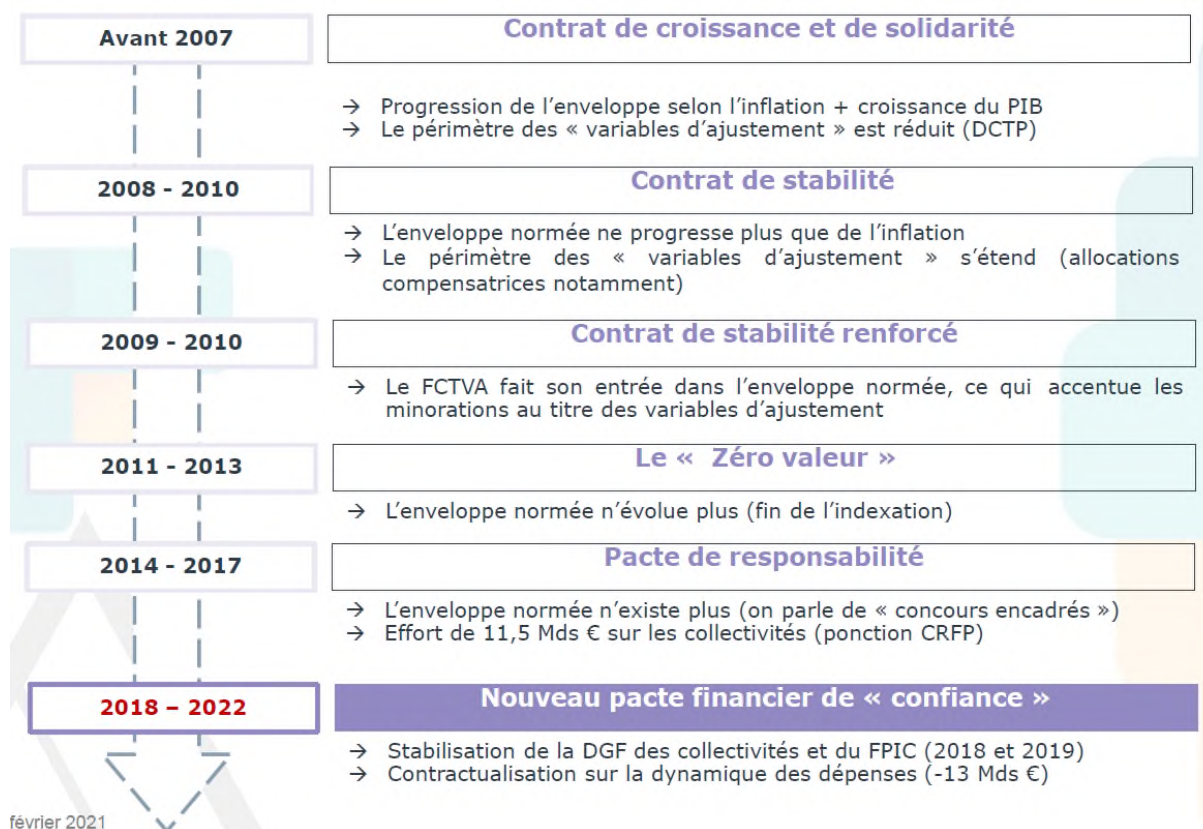 Avant 2007
Contrat de croissance et de solidarité
→ Progression de l’enveloppe selon l’inflation + croissance du PIB
→ Le périmètre des « variables d’ajustement » est réduit (DCTP)
2008 - 2010
Contrat de stabilité
→ L’enveloppe normée ne progresse plus que de l’inflation
→ Le périmètre des « variables d’ajustement » s’étend (allocations
compensatrices notamment)
2009 - 2010
Contrat de stabilité renforcé
→ Le FCTVA fait son entrée dans l’enveloppe normée, ce qui accentue les
minorations au titre des variables d’ajustement
2011 - 2013
Le « Zéro valeur »
→ L’enveloppe normée n’évolue plus (fin de l’indexation)
2014 - 2017
Pacte de responsabilité
→ L’enveloppe normée n’existe plus (on parle de « concours encadrés »)
→ Effort de 11,5 Mds € sur les collectivités (ponction CRFP)
2018 – 2022
Nouveau pacte financier de « confiance »
→ Stabilisation de la DGF des collectivités et du FPIC (2018 et 2019)
→ Contractualisation sur la dynamique des dépenses (-13 Mds €)
février 2021